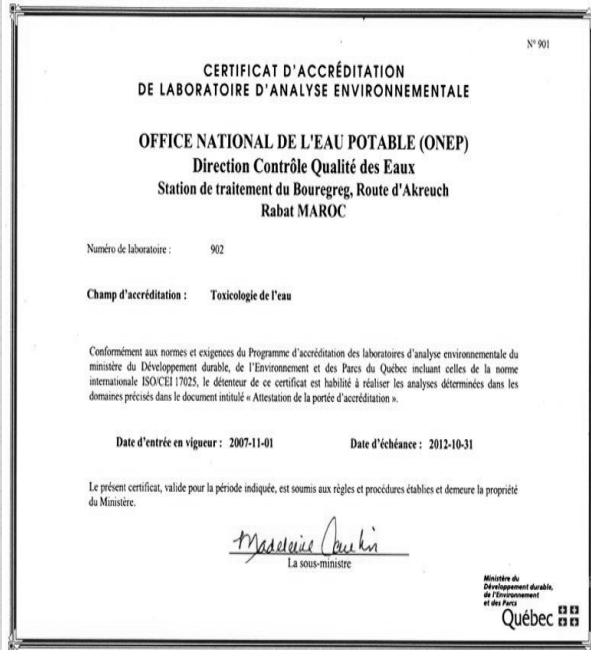 N° 901
CERTIFICAT D'ACCRÉDITATION
DE LABORATOIRE D'ANALYSE ENVIRONNEMENTALE
OFFICE NATIONAL DE L'EAU POTABLE (ONEP)
Direction Contrôle Qualité des Eaux
Station de traitement du Bouregreg, Route d'Akreuch
Rabat MAROC
Numéro de laboratoire : 902
Champ d'accréditation : Toxicologie de l'eau
Conformément aux normes et exigences du Programme d'accréditation des laboratoires d'analyse environnementale du
ministère du Développement durable, de l'Environnement et des Parcs du Québec incluant celles de la norme
internationale ISO/CEI 17025, le détenteur de ce certificat est habilité à réaliser les analyses déterminées dans les
domaines précisés dans le document intitulé « Attestation de la portée d'accréditation ».
Date d'entrée en vigueur : 2007-11-01 Date d'échéance : 2012-10-31
Le présent certificat, valide pour la période indiquée, est soumis aux règles et procédures établies et demeure la propriété
du Ministère.
Madeleine
La sous-ministre
Ministère du
Développement durable,
de l'Environnement
et des Parcs
Québec